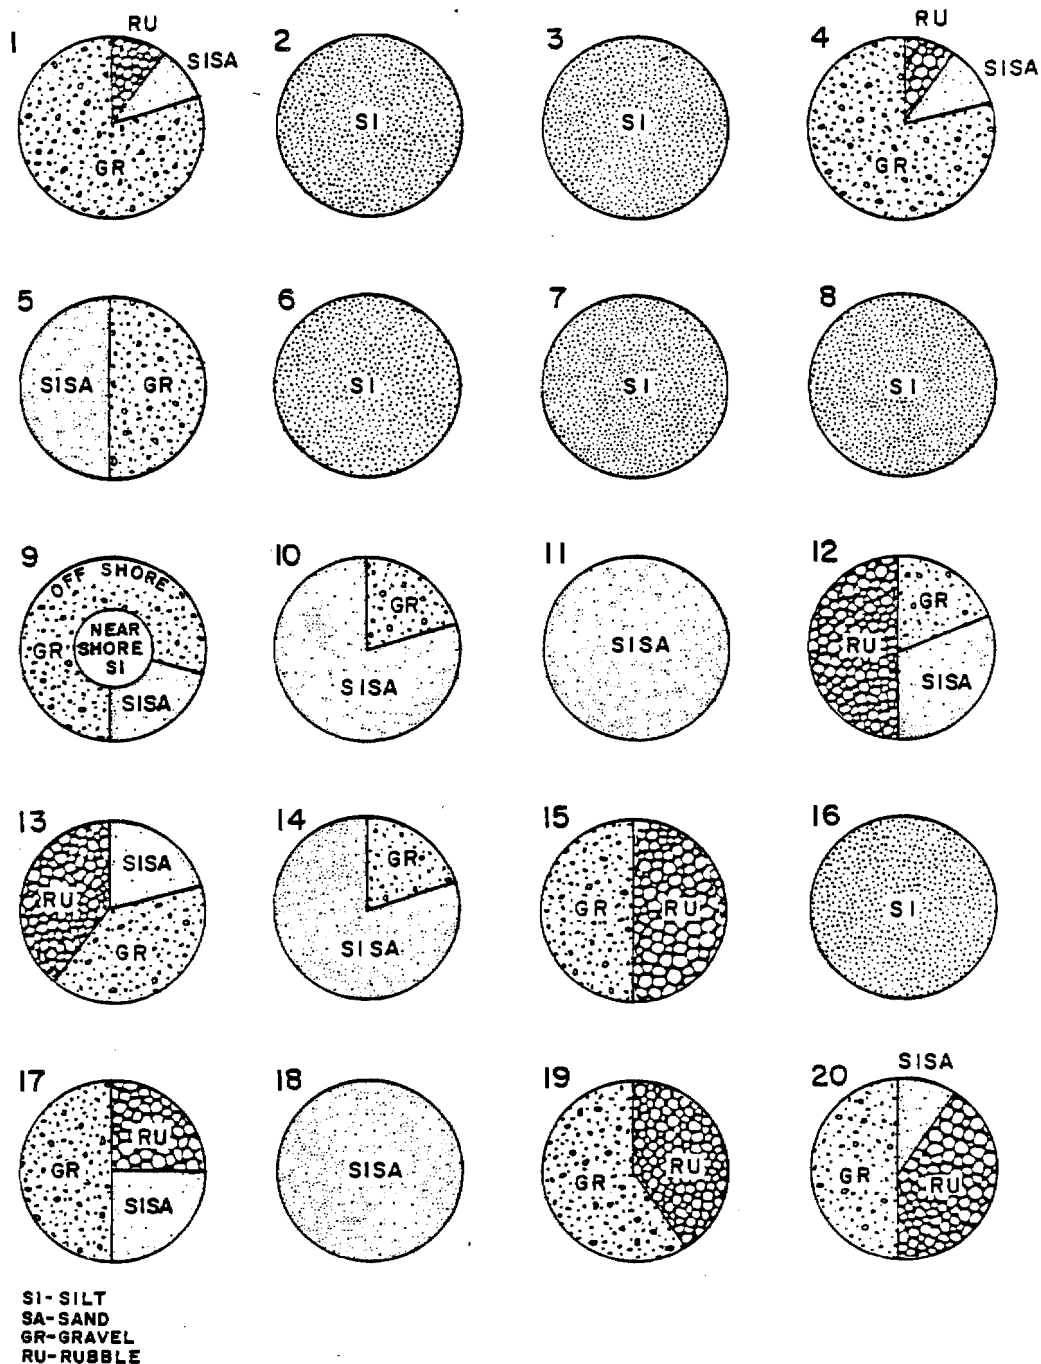 RU
1
SISA
GR
2
SI
3
SI
RU
4
SISA
GR
5
SISA GR
6
SI
7
SI
8
SI
9
OFF SHORE
NEAR
SHORE
SI
GR
SISA
10
GR
SISA
11
SISA
12
GR
RU
SISA
13
SISA
RU
GR
14
GR
SISA
15
GR RU
16
SI
17
RU
GR
SISA
18
SISA
19
RU
GR
SISA
20
GR
RU
SI-SILT
SA-SAND
GR-GRAVEL
RU-RUBBLE